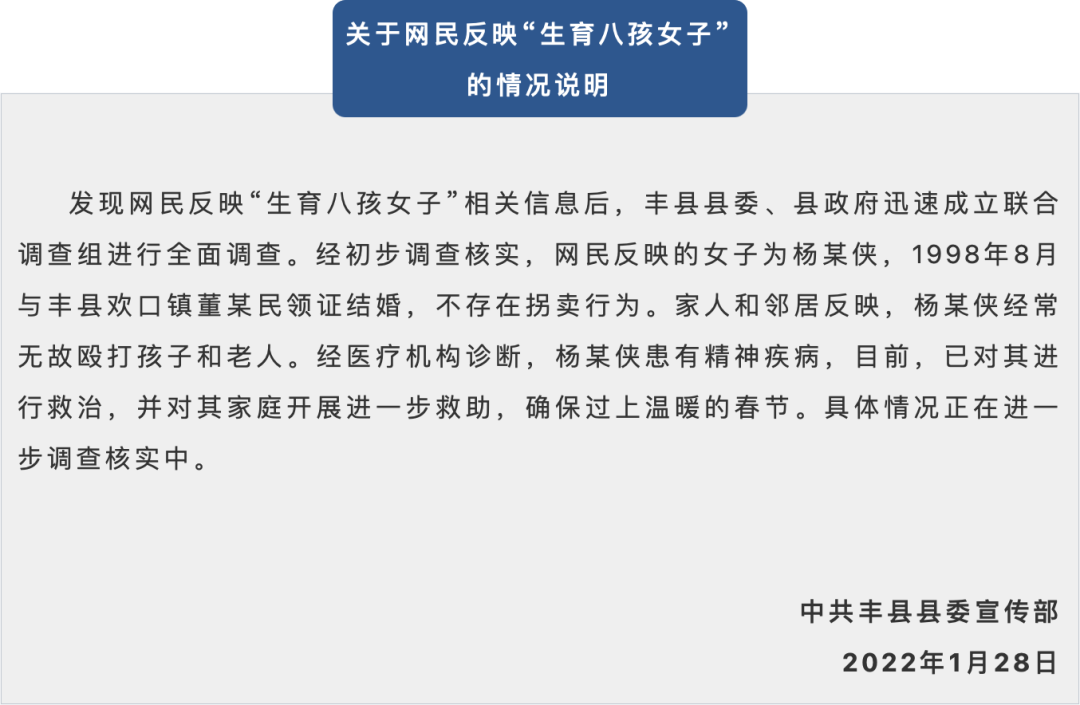 关于网民反映“生育八孩女子”
的情况说明
发现网民反映“生育八孩女子”相关信息后，丰县县委、县政府迅速成立联合
调查组进行全面调查。经初步调查核实，网民反映的女子为杨某侠，1998年8月
与丰县欢口镇董某民领证结婚，不存在拐卖行为。家人和邻居反映，杨某侠经常
无故殴打孩子和老人。经医疗机构诊断，杨某侠患有精神疾病，目前，已对其进
行救治，并对其家庭开展进一步救助，确保过上温暖的春节。具体情况正在进一
步调查核实中。
中共丰县县委宣传部
2022年1月28日